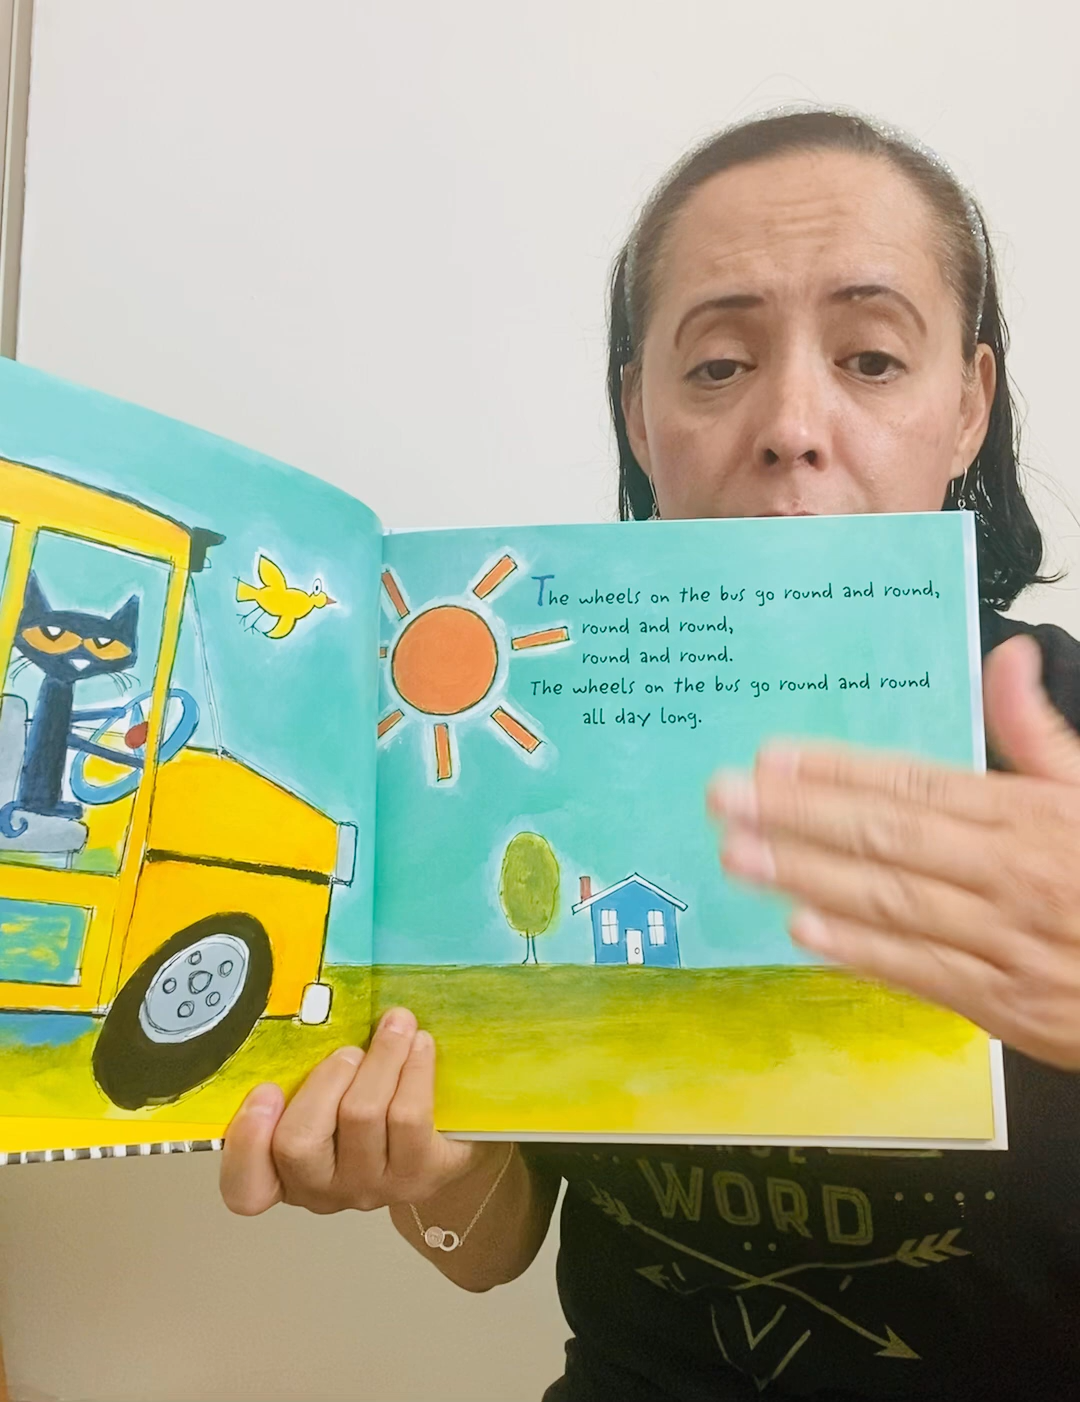 The wheels on the bus go round and round,
round and round,
round and round.
The wheels on the bus go round and round
all day long.
WORD